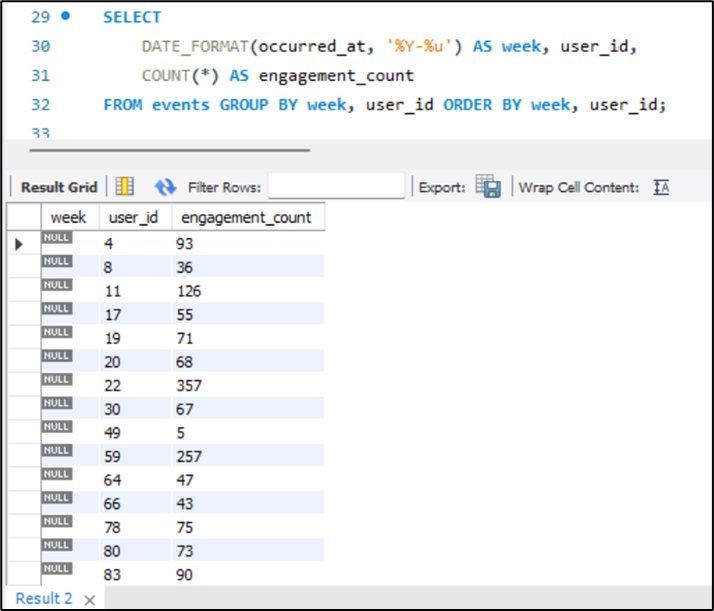 29 SELECT
30 DATE_FORMAT(occurred_at, '%Y-%u') AS week, user_id,
31 COUNT(*) AS engagement_count
32 FROM events GROUP BY week, user_id ORDER BY week, user_id;
33
Result Grid Filter Rows: Export: Wrap Cell Content: IA
week user_id engagement_count
NULL 4 93
NULL 8 36
NULL 11 126
NULL 17 55
NULL 19 71
NULL 20 68
NULL 22 357
NULL 30 67
NULL 49 5
NULL 59 257
NULL 64 47
NULL 66 43
NULL 78 75
NULL 80 73
NULL 83 90
Result 2 ×